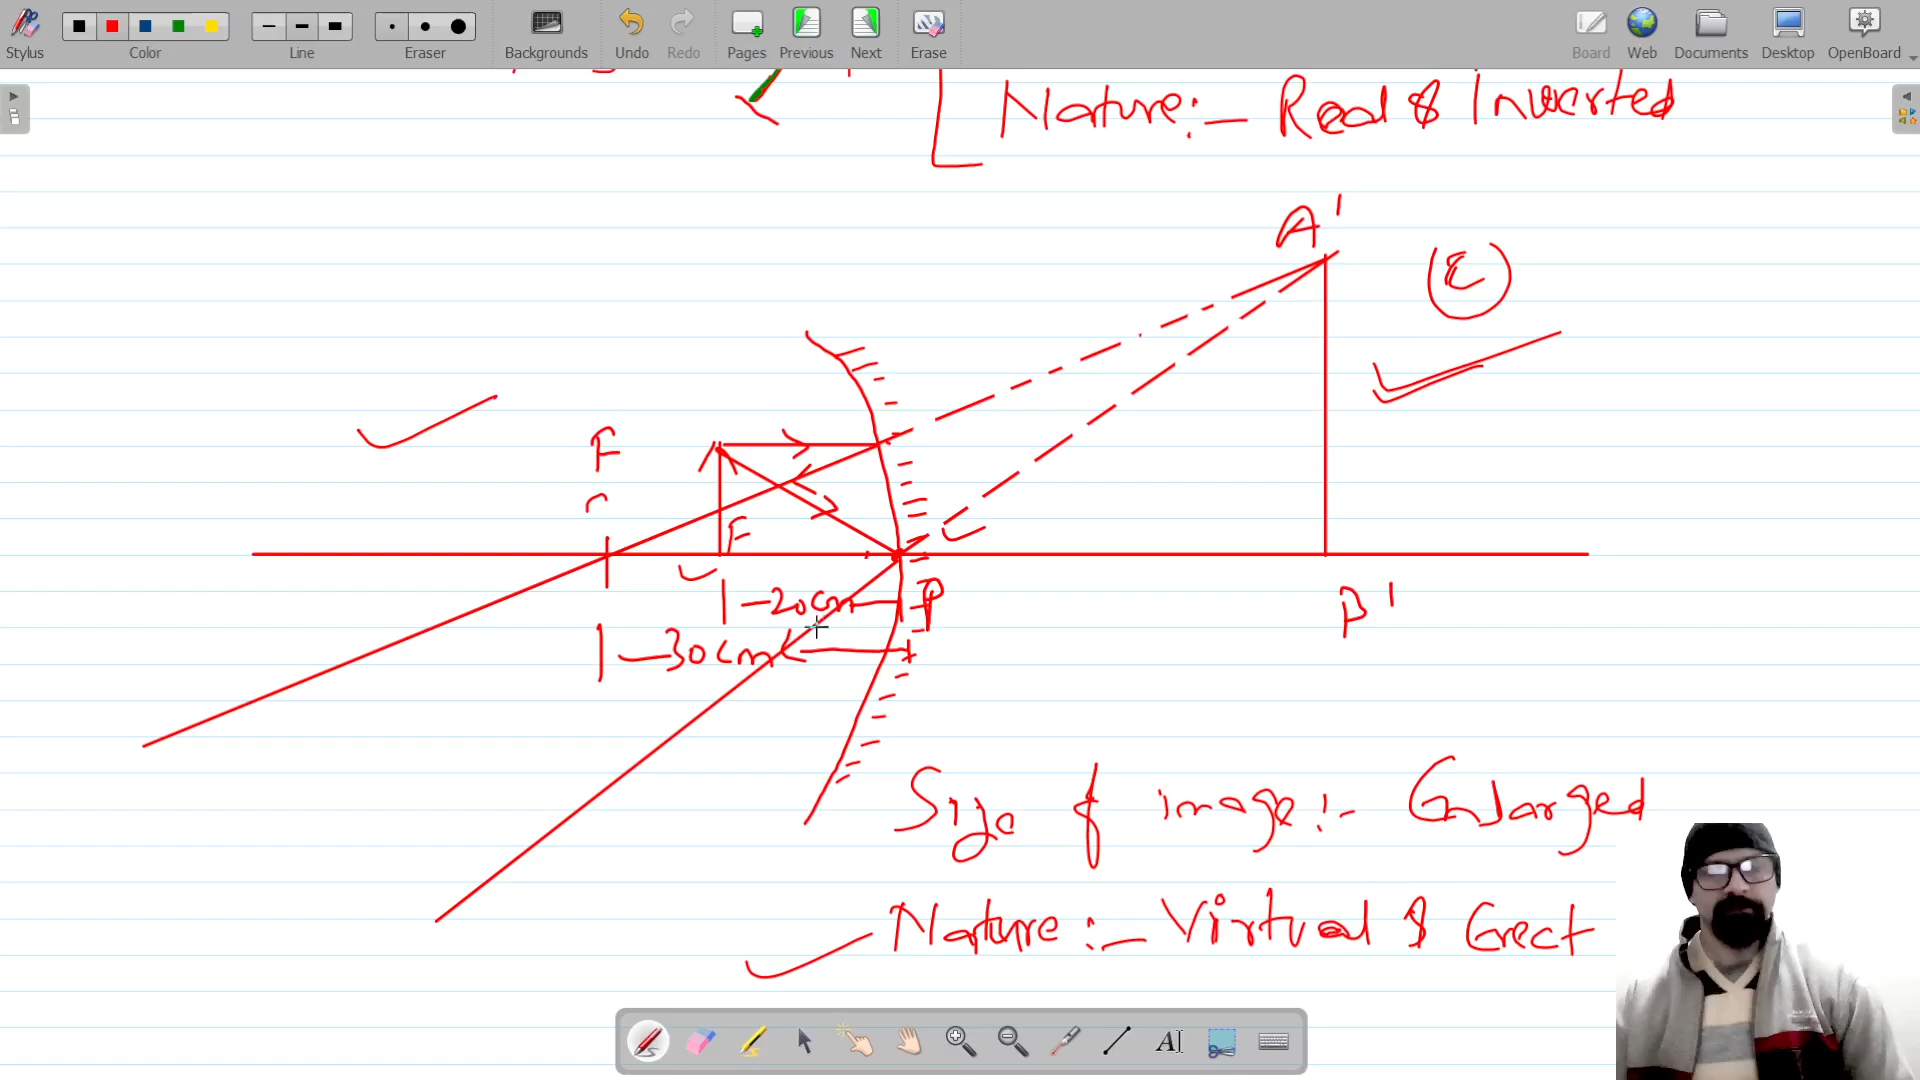 Stylus Color Line Eraser Backgrounds Undo Redo Pages Previous Next Erase Board Web Documents Desktop OpenBoard
Nature:- Real & Inverted
A'
F
F
20cm P
B'
30cm
Size of image:- Enlarged
Nature:- Virtual & Erect